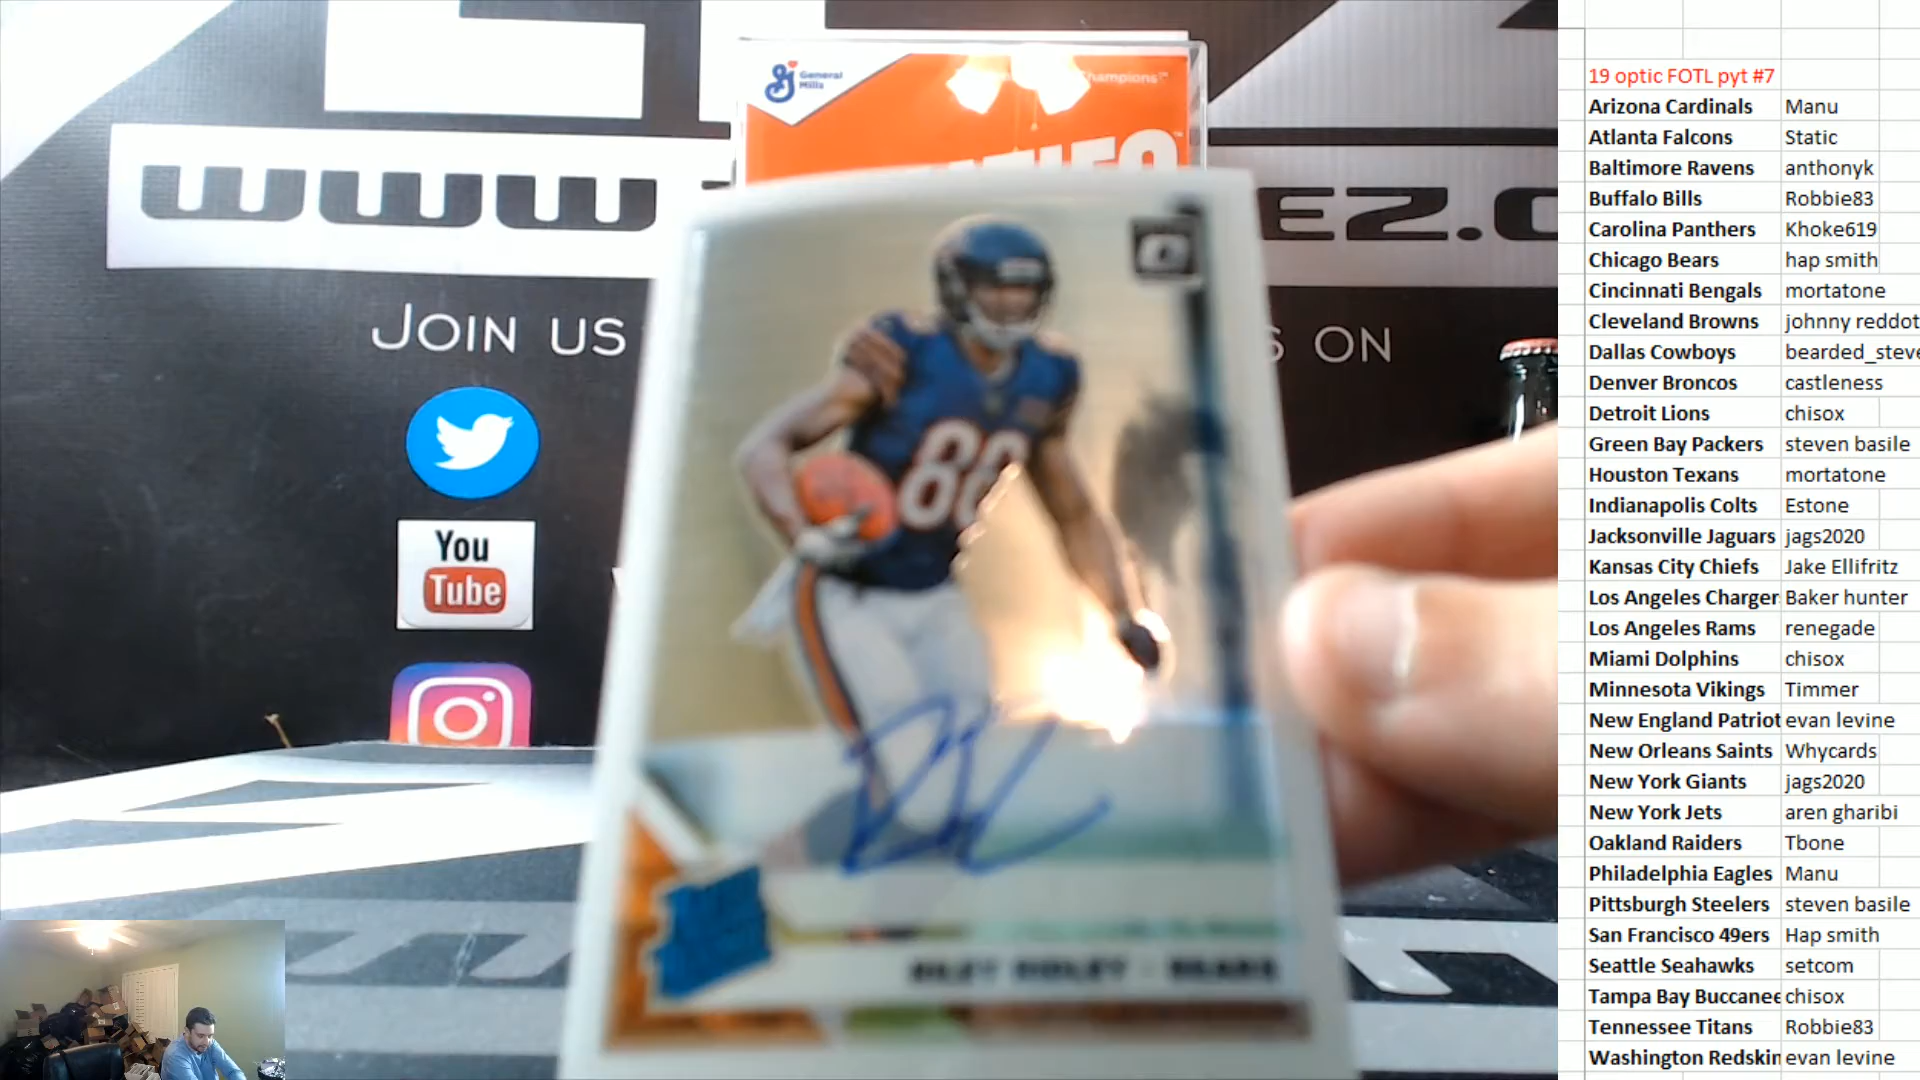 General
Mills
Champions™
www.
EZ.C
JOIN US
S ON
You
Tube
88
RILEY RIDLEY - BEARS
19 optic FOTL pyt #7
Arizona Cardinals Manu
Atlanta Falcons Static
Baltimore Ravens anthonyk
Buffalo Bills Robbie83
Carolina Panthers Khoke619
Chicago Bears hap smith
Cincinnati Bengals mortatone
Cleveland Browns johnny reddot
Dallas Cowboys bearded_steve
Denver Broncos castleness
Detroit Lions chisox
Green Bay Packers steven basile
Houston Texans mortatone
Indianapolis Colts Estone
Jacksonville Jaguars jags2020
Kansas City Chiefs Jake Ellifritz
Los Angeles Charger Baker hunter
Los Angeles Rams renegade
Miami Dolphins chisox
Minnesota Vikings Timmer
New England Patriot evan levine
New Orleans Saints Whycards
New York Giants jags2020
New York Jets aren gharibi
Oakland Raiders Tbone
Philadelphia Eagles Manu
Pittsburgh Steelers steven basile
San Francisco 49ers Hap smith
Seattle Seahawks setcom
Tampa Bay Buccanee chisox
Tennessee Titans Robbie83
Washington Redskin evan levine